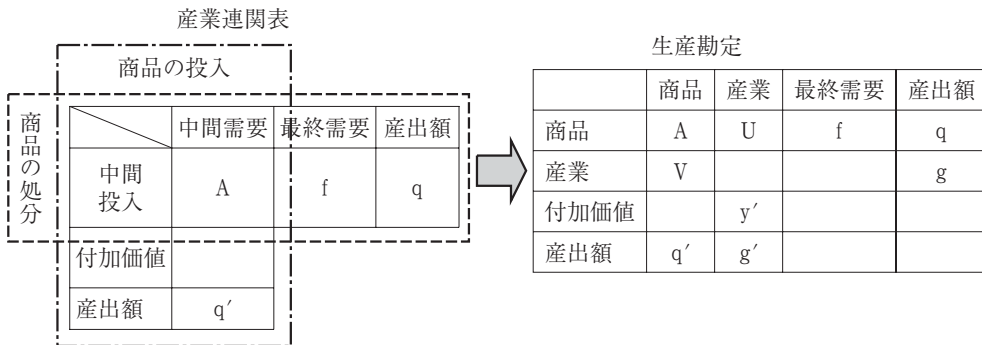 産業連関表
商品の投入
商品の処分
中間需要 最終需要 産出額
中間
投入 A f q
付加価値
産出額 q′
生産勘定
商品 産業 最終需要 産出額
商品 A U f q
産業 V g
付加価値 y′
産出額 q′ g′